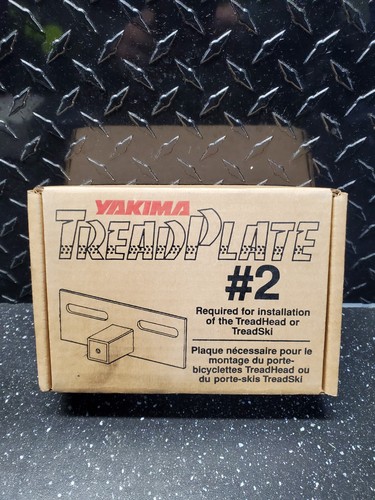 YAKIMA
TREADPLATE
#2
Required for installation
of the TreadHead or
TreadSki
Plaque nécessaire pour le
montage du porte-
bicyclettes TreadHead ou
du porte-skis TreadSki